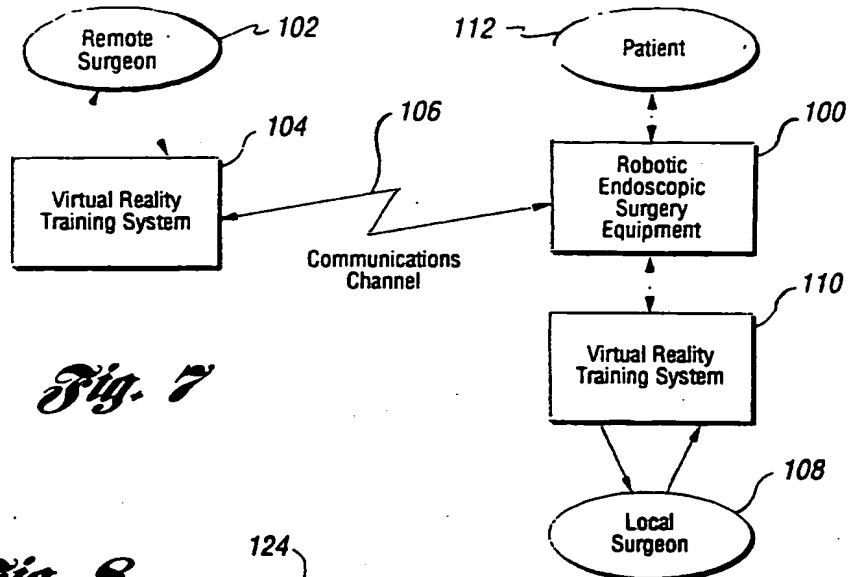 Remote
Surgeon
102
112
Patient
104
106
100
Virtual Reality
Training System
Robotic
Endoscopic
Surgery
Equipment
Communications
Channel
110
Virtual Reality
Training System
Fig. 7
108
Local
Surgeon
124